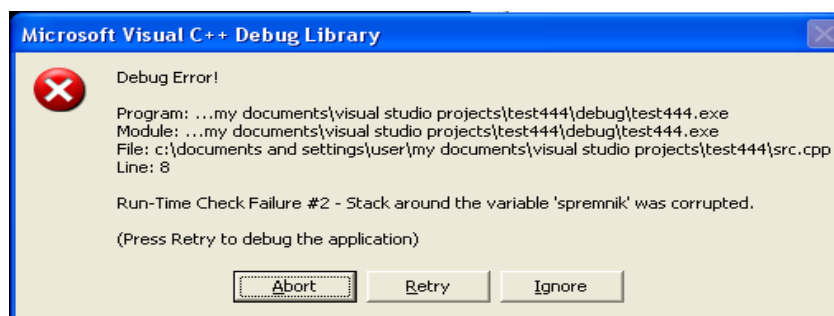 Microsoft Visual C++ Debug Library
Debug Error!
Program: ...my documents\visual studio projects\test444\debug\test444.exe
Module: ...my documents\visual studio projects\test444\debug\test444.exe
File: c:\documents and settings\user\my documents\visual studio projects\test444\src.cpp
Line: 8
Run-Time Check Failure #2 - Stack around the variable 'spremnik' was corrupted.
(Press Retry to debug the application)
Abort Retry Ignore